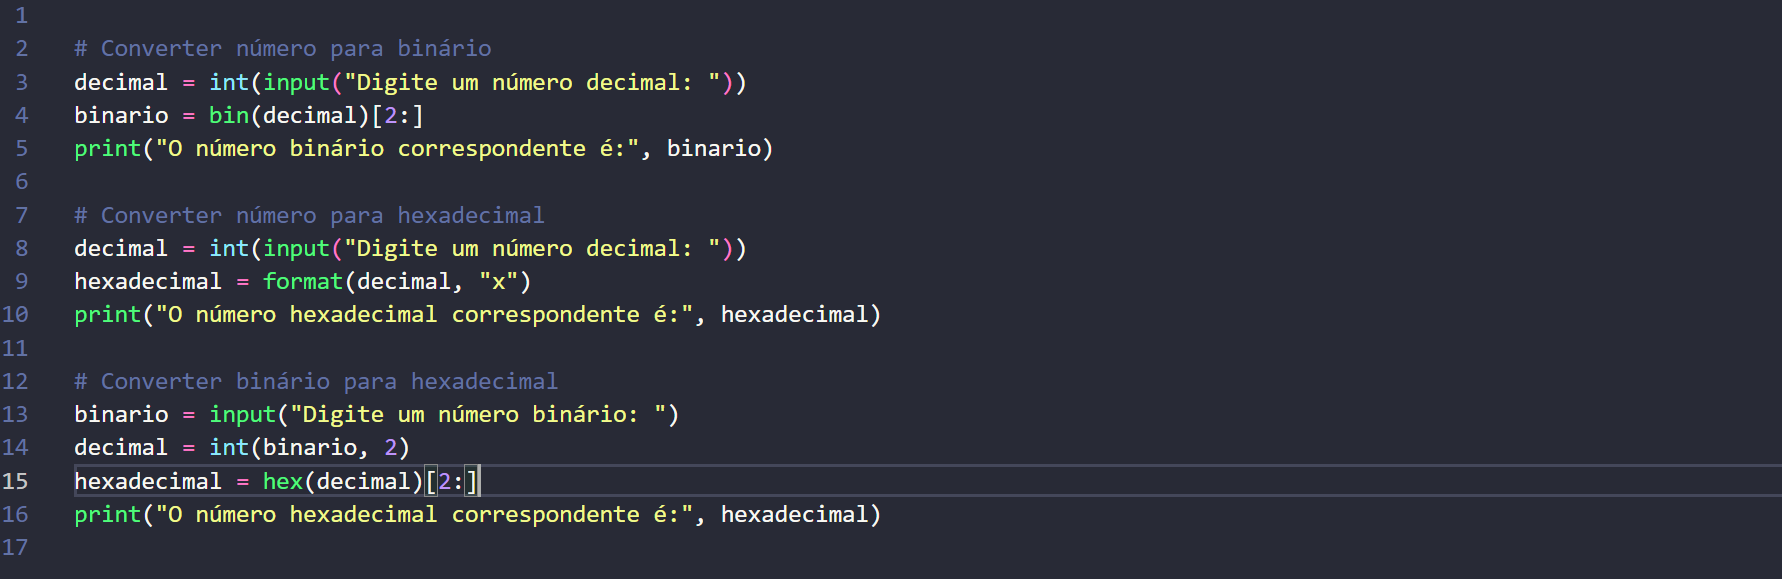 1
2 # Converter número para binário
3 decimal = int(input("Digite um número decimal: "))
4 binario = bin(decimal)[2:]
5 print("O número binário correspondente é:", binario)
6
7 # Converter número para hexadecimal
8 decimal = int(input("Digite um número decimal: "))
9 hexadecimal = format(decimal, "x")
10 print("O número hexadecimal correspondente é:", hexadecimal)
11
12 # Converter binário para hexadecimal
13 binario = input("Digite um número binário: ")
14 decimal = int(binario, 2)
15 hexadecimal = hex(decimal)[2:]
16 print("O número hexadecimal correspondente é:", hexadecimal)
17